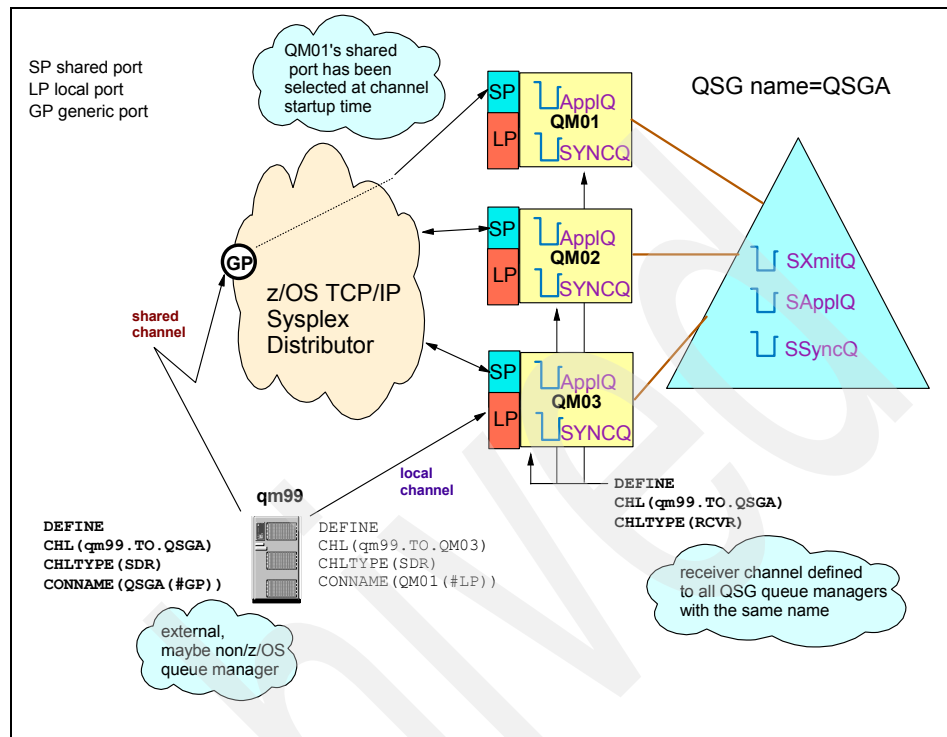 SP shared port
LP local port
GP generic port
QM01's shared
port has been
selected at channel
startup time
SP
LP
ApplQ
QM01
SYNCQ
QSG name=QSGA
SP
LP
ApplQ
QM02
SYNCQ
GP
z/OS TCP/IP
Sysplex
Distributor
SXmitQ
SApplQ
SSyncQ
shared
channel
SP
LP
ApplQ
QM03
SYNCQ
local
channel
qm99
DEFINE
CHL(qm99.TO.QSGA)
CHLTYPE(SDR)
CONNAME(QSGA(#GP))
DEFINE
CHL(qm99.TO.QM03)
CHLTYPE(SDR)
CONNAME(QM01(#LP))
DEFINE
CHL(qm99.TO.QSGA)
CHLTYPE(RCVR)
receiver channel defined
to all QSG queue managers
with the same name
external,
maybe non/z/OS
queue manager